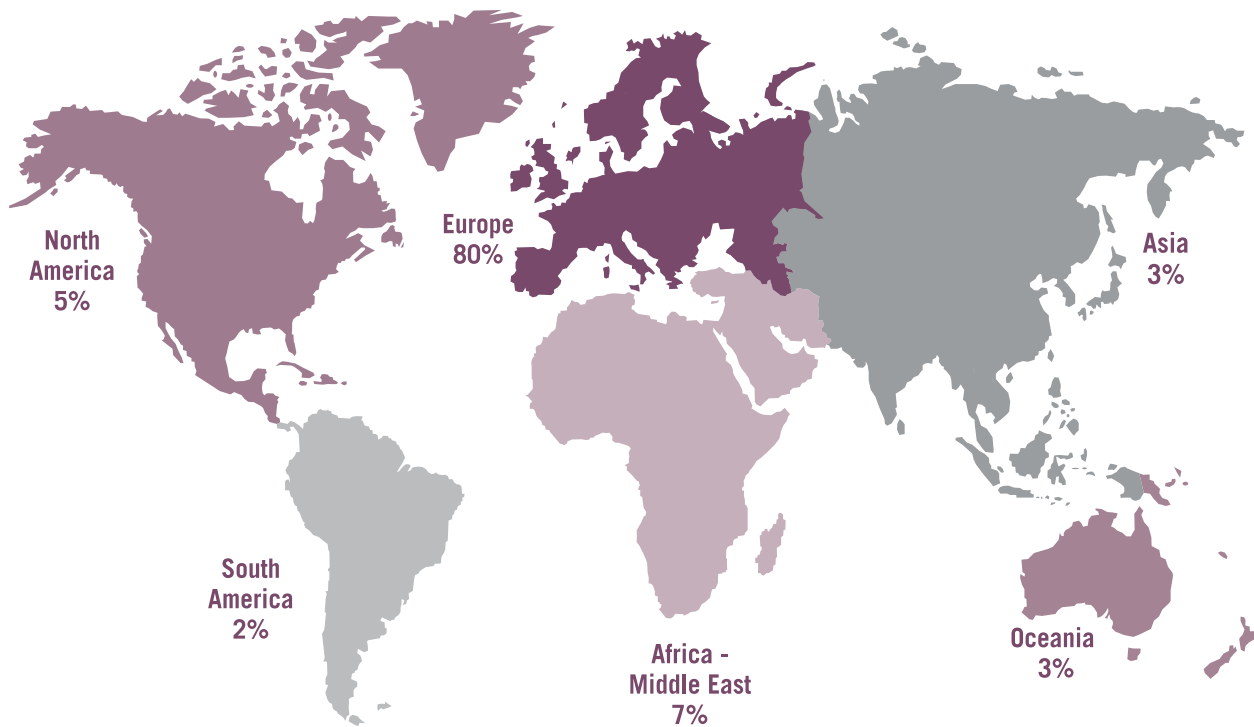 North
America
5%
Europe
80%
Asia
3%
South
America
2%
Africa -
Middle East
7%
Oceania
3%